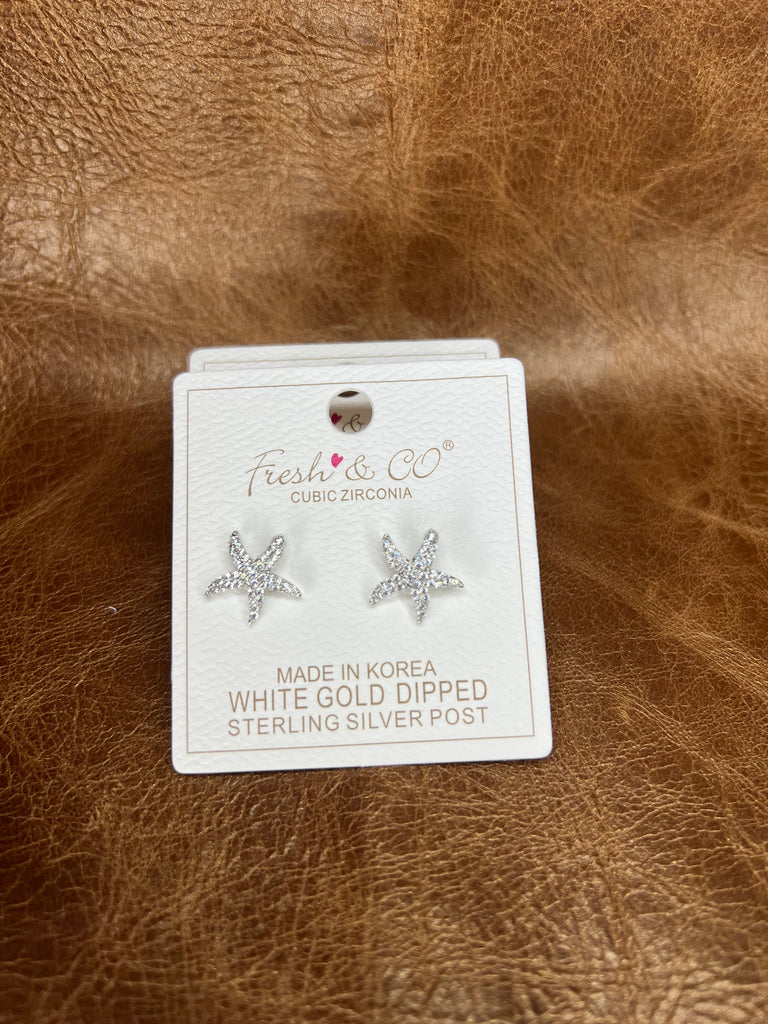 &
Fresh & CO®
CUBIC ZIRCONIA
MADE IN KOREA
WHITE GOLD DIPPED
STERLING SILVER POST